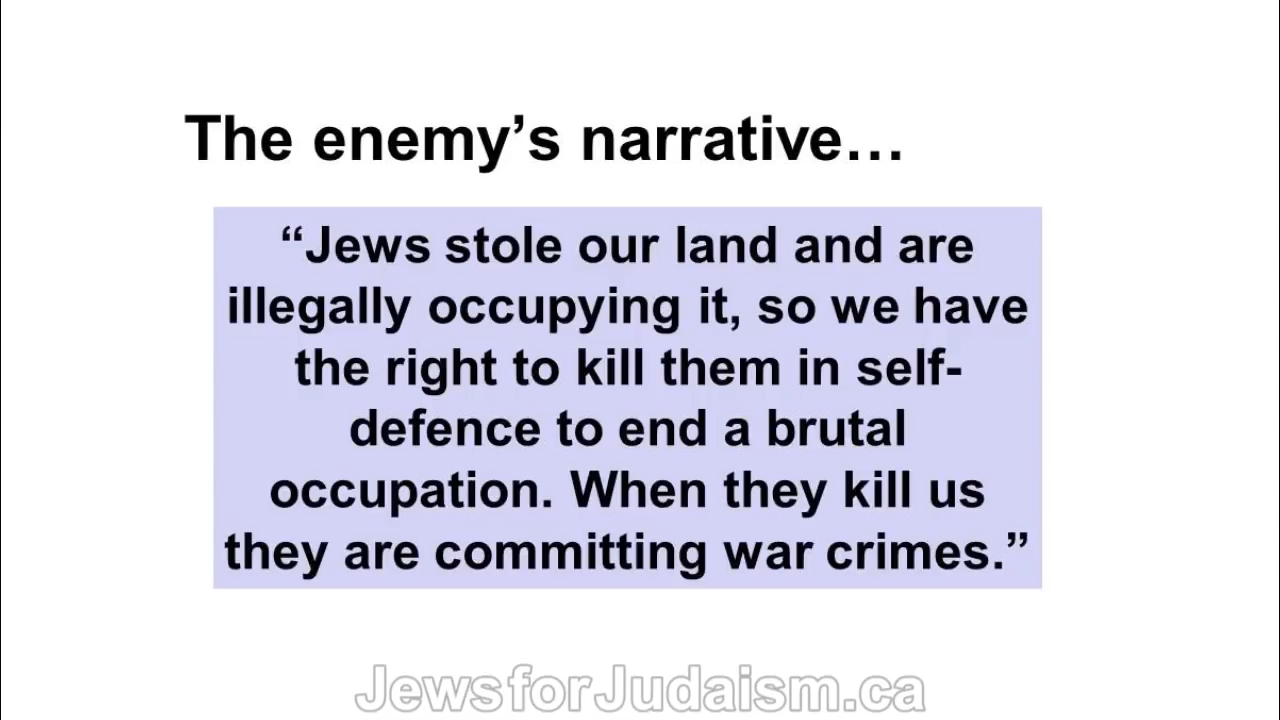 The enemy’s narrative…
“Jews stole our land and are
illegally occupying it, so we have
the right to kill them in self-
defence to end a brutal
occupation. When they kill us
they are committing war crimes.”
JewsforJudaism.ca